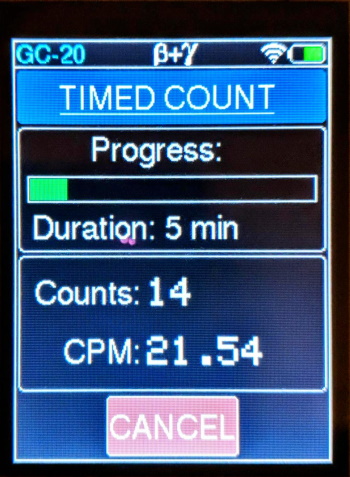 GC-20 β+γ
TIMED COUNT
Progress:
Duration: 5 min
Counts: 14
CPM: 21.54
CANCEL